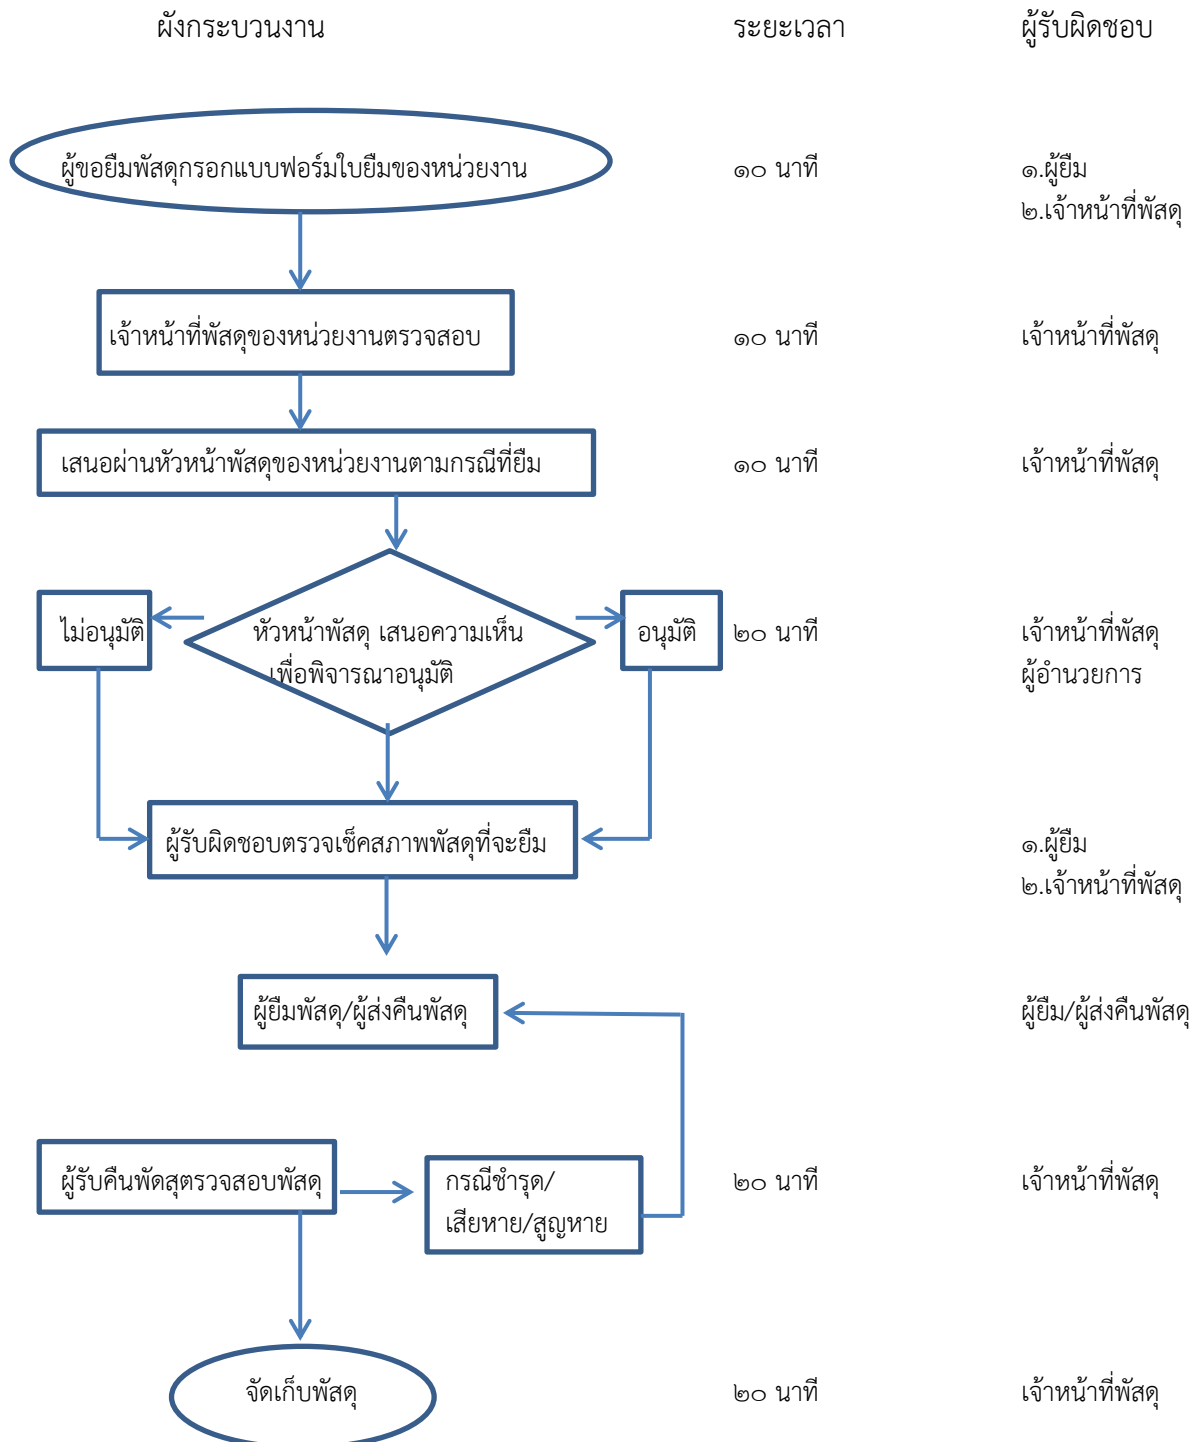 ผังกระบวนงาน ระยะเวลา ผู้รับผิดชอบ
ผู้ขอยืมพัสดุกรอกแบบฟอร์มใบยืมของหน่วยงาน ๑๐ นาที ๑.ผู้ยืม
๒.เจ้าหน้าที่พัสดุ
เจ้าหน้าที่พัสดุของหน่วยงานตรวจสอบ ๑๐ นาที เจ้าหน้าที่พัสดุ
เสนอผ่านหัวหน้าพัสดุของหน่วยงานตามกรณีที่ยืม ๑๐ นาที เจ้าหน้าที่พัสดุ
ไม่อนุมัติ หัวหน้าพัสดุ เสนอความเห็น อนุมัติ ๒๐ นาที เจ้าหน้าที่พัสดุ
เพื่อพิจารณาอนุมัติ ผู้อำนวยการ
ผู้รับผิดชอบตรวจเช็คสภาพพัสดุที่จะยืม ๑.ผู้ยืม
๒.เจ้าหน้าที่พัสดุ
ผู้ยืมพัสดุ/ผู้ส่งคืนพัสดุ ผู้ยืม/ผู้ส่งคืนพัสดุ
ผู้รับคืนพัดสุตรวจสอบพัสดุ กรณีชำรุด/ ๒๐ นาที เจ้าหน้าที่พัสดุ
เสียหาย/สูญหาย
จัดเก็บพัสดุ ๒๐ นาที เจ้าหน้าที่พัสดุ